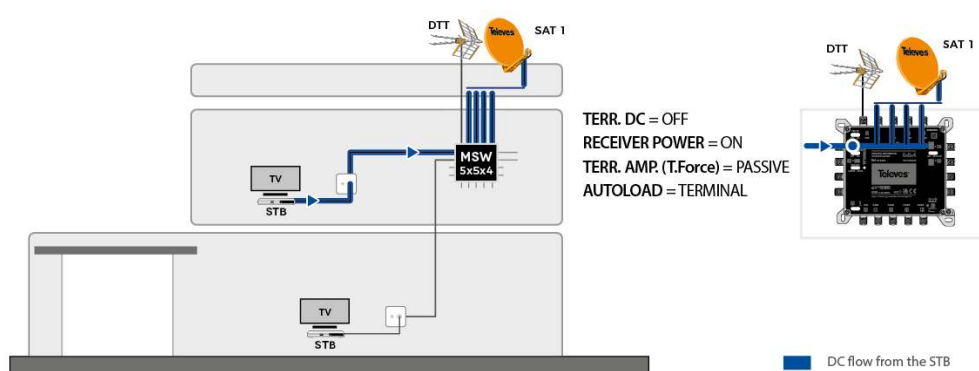 DTT
Televes
SAT 1
MSW
5x5x4
TV
STB
TV
STB
TERR. DC = OFF
RECEIVER POWER = ON
TERR. AMP. (T.Force) = PASSIVE
AUTOLOAD = TERMINAL
DTT
Televes
SAT 1
Televes
DC flow from the STB